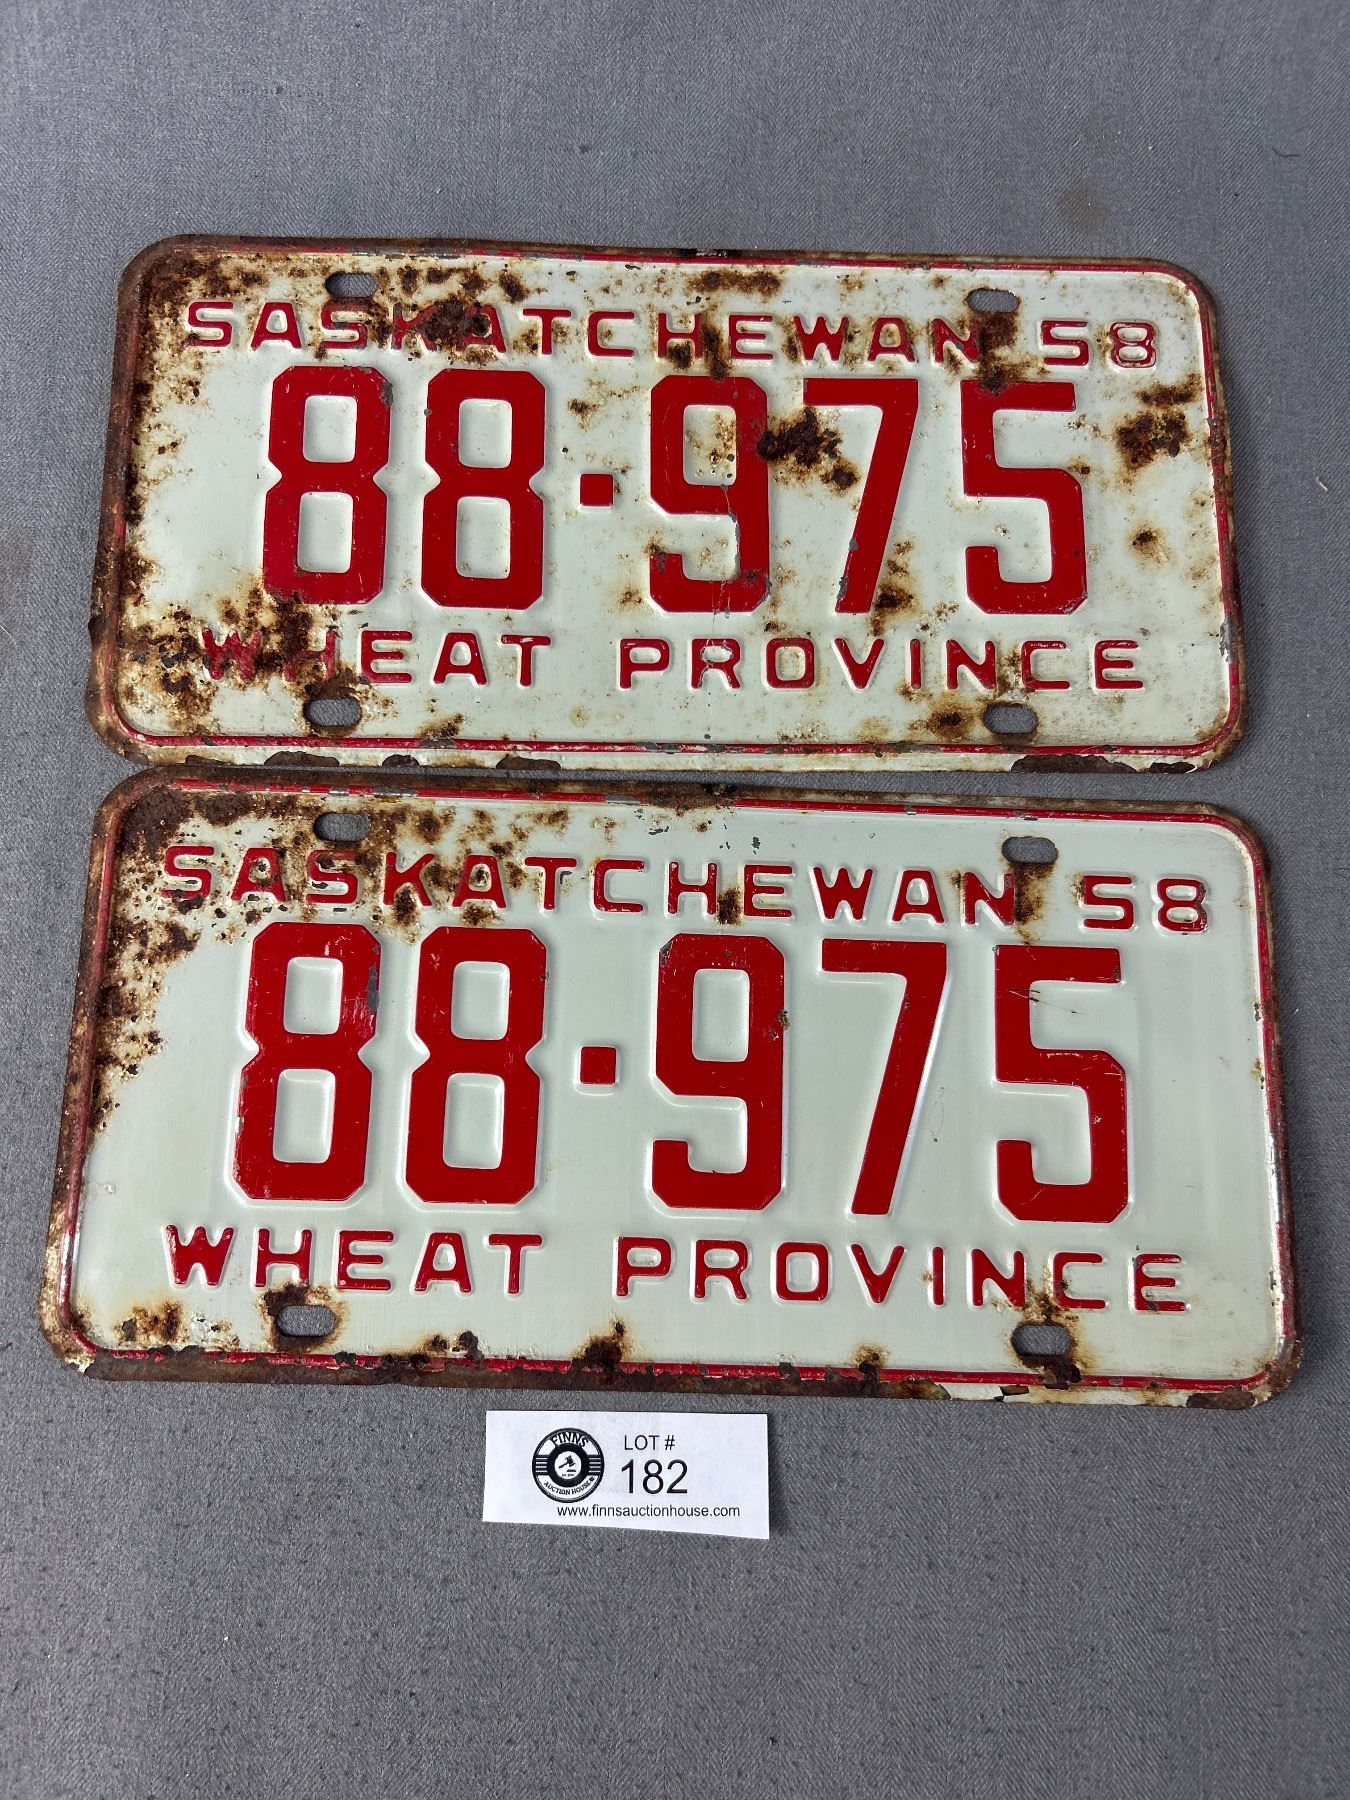 SASKATCHEWAN 58
88·975
WHEAT PROVINCE
SASKATCHEWAN 58
88·975
WHEAT PROVINCE
FINNS
AUCTION HOUSE
LOT #
182
www.finnsauctionhouse.com